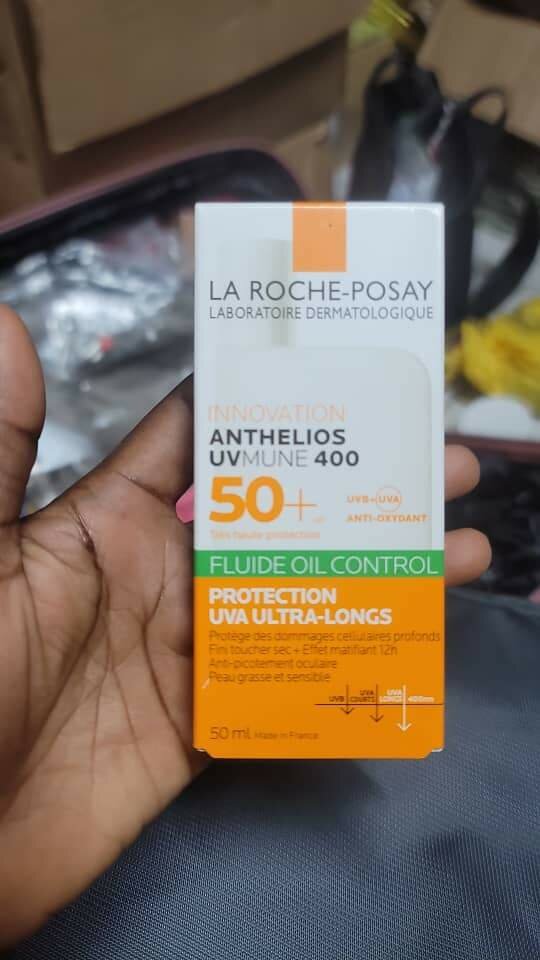 LA ROCHE-POSAY
LABORATOIRE DERMATOLOGIQUE
INNOVATION
ANTHELIOS
UVMUNE 400
50+
Très haute protection
UVB+UVA
ANTI-OXYDANT
FLUIDE OIL CONTROL
PROTECTION
UVA ULTRA-LONGS
Protège des dommages cellulaires profonds
Fini toucher sec + Effet matifiant 12h
Anti-picotement oculaire
Peau grasse et sensible
UVB
UVA COURTS
UVA LONGS
400nm
50 ml Made in France